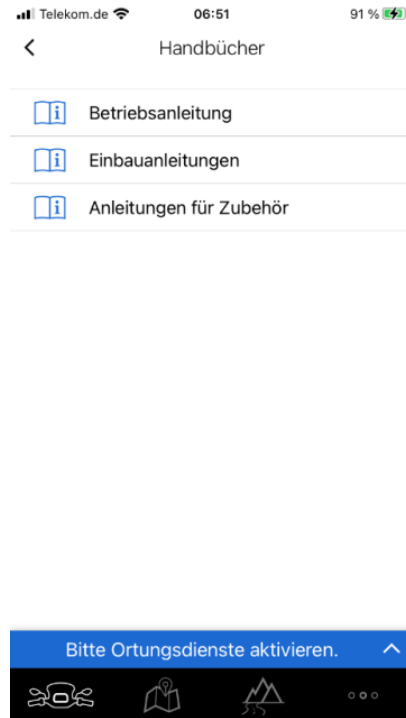 Telekom.de 06:51 91 %
Handbücher
Betriebsanleitung
Einbauanleitungen
Anleitungen für Zubehör
Bitte Ortungsdienste aktivieren.